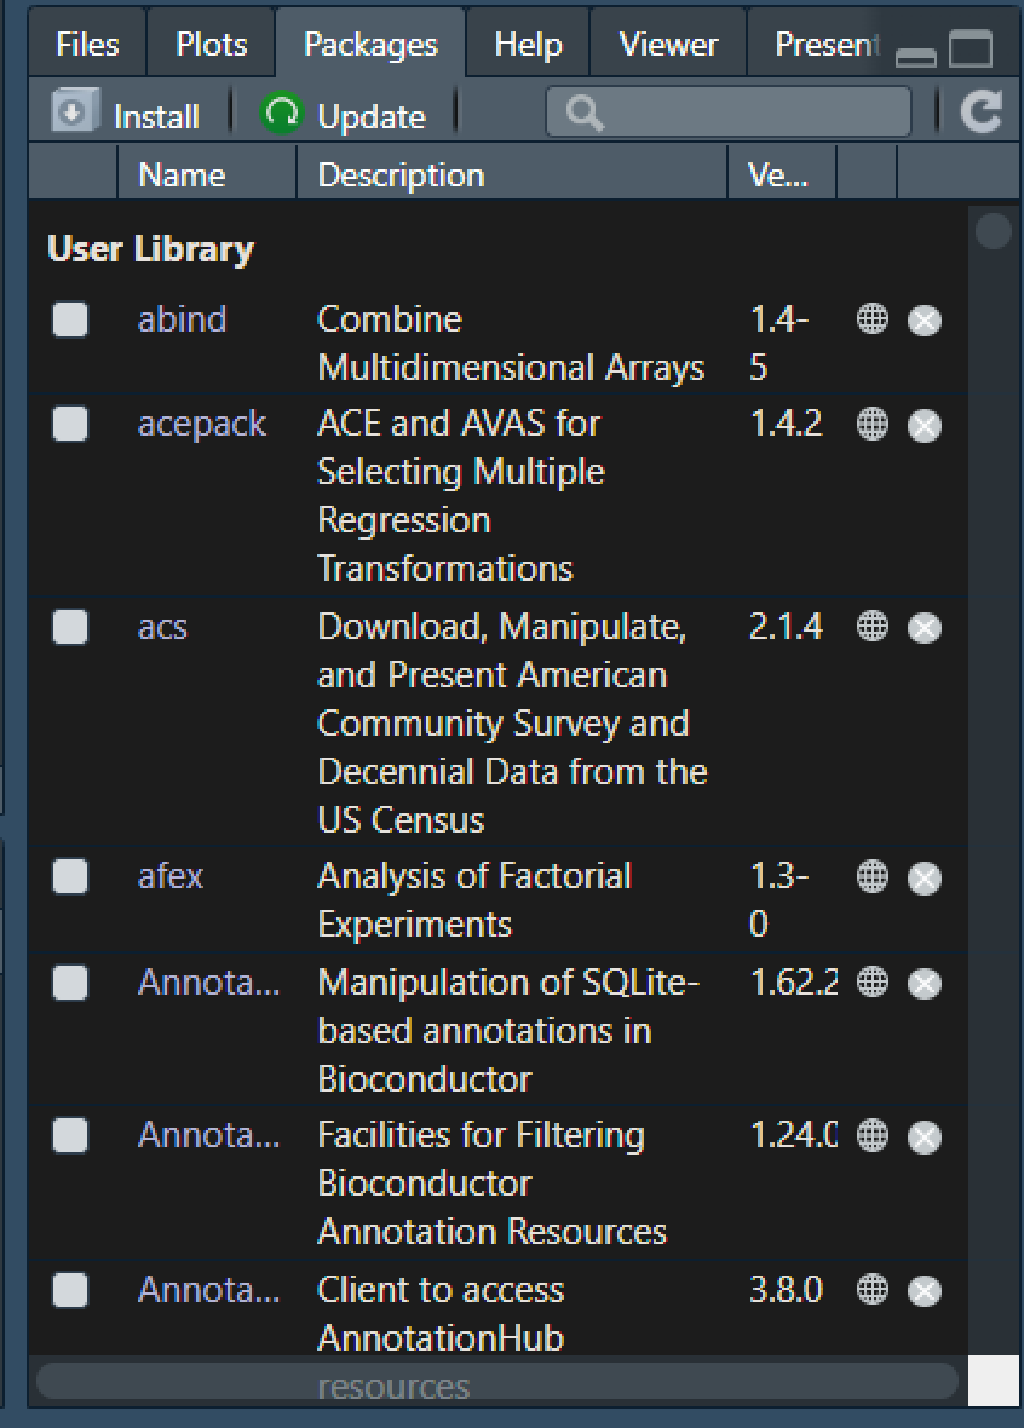 Files Plots Packages Help Viewer Present
Install Update
Name Description Ve...
User Library
abind Combine 1.4-
Multidimensional Arrays 5
acepack ACE and AVAS for 1.4.2
Selecting Multiple
Regression
Transformations
acs Download, Manipulate, 2.1.4
and Present American
Community Survey and
Decennial Data from the
US Census
afex Analysis of Factorial 1.3-
Experiments 0
Annota... Manipulation of SQLite- 1.62.2
based annotations in
Bioconductor
Annota... Facilities for Filtering 1.24.0
Bioconductor
Annotation Resources
Annota... Client to access 3.8.0
AnnotationHub
resources